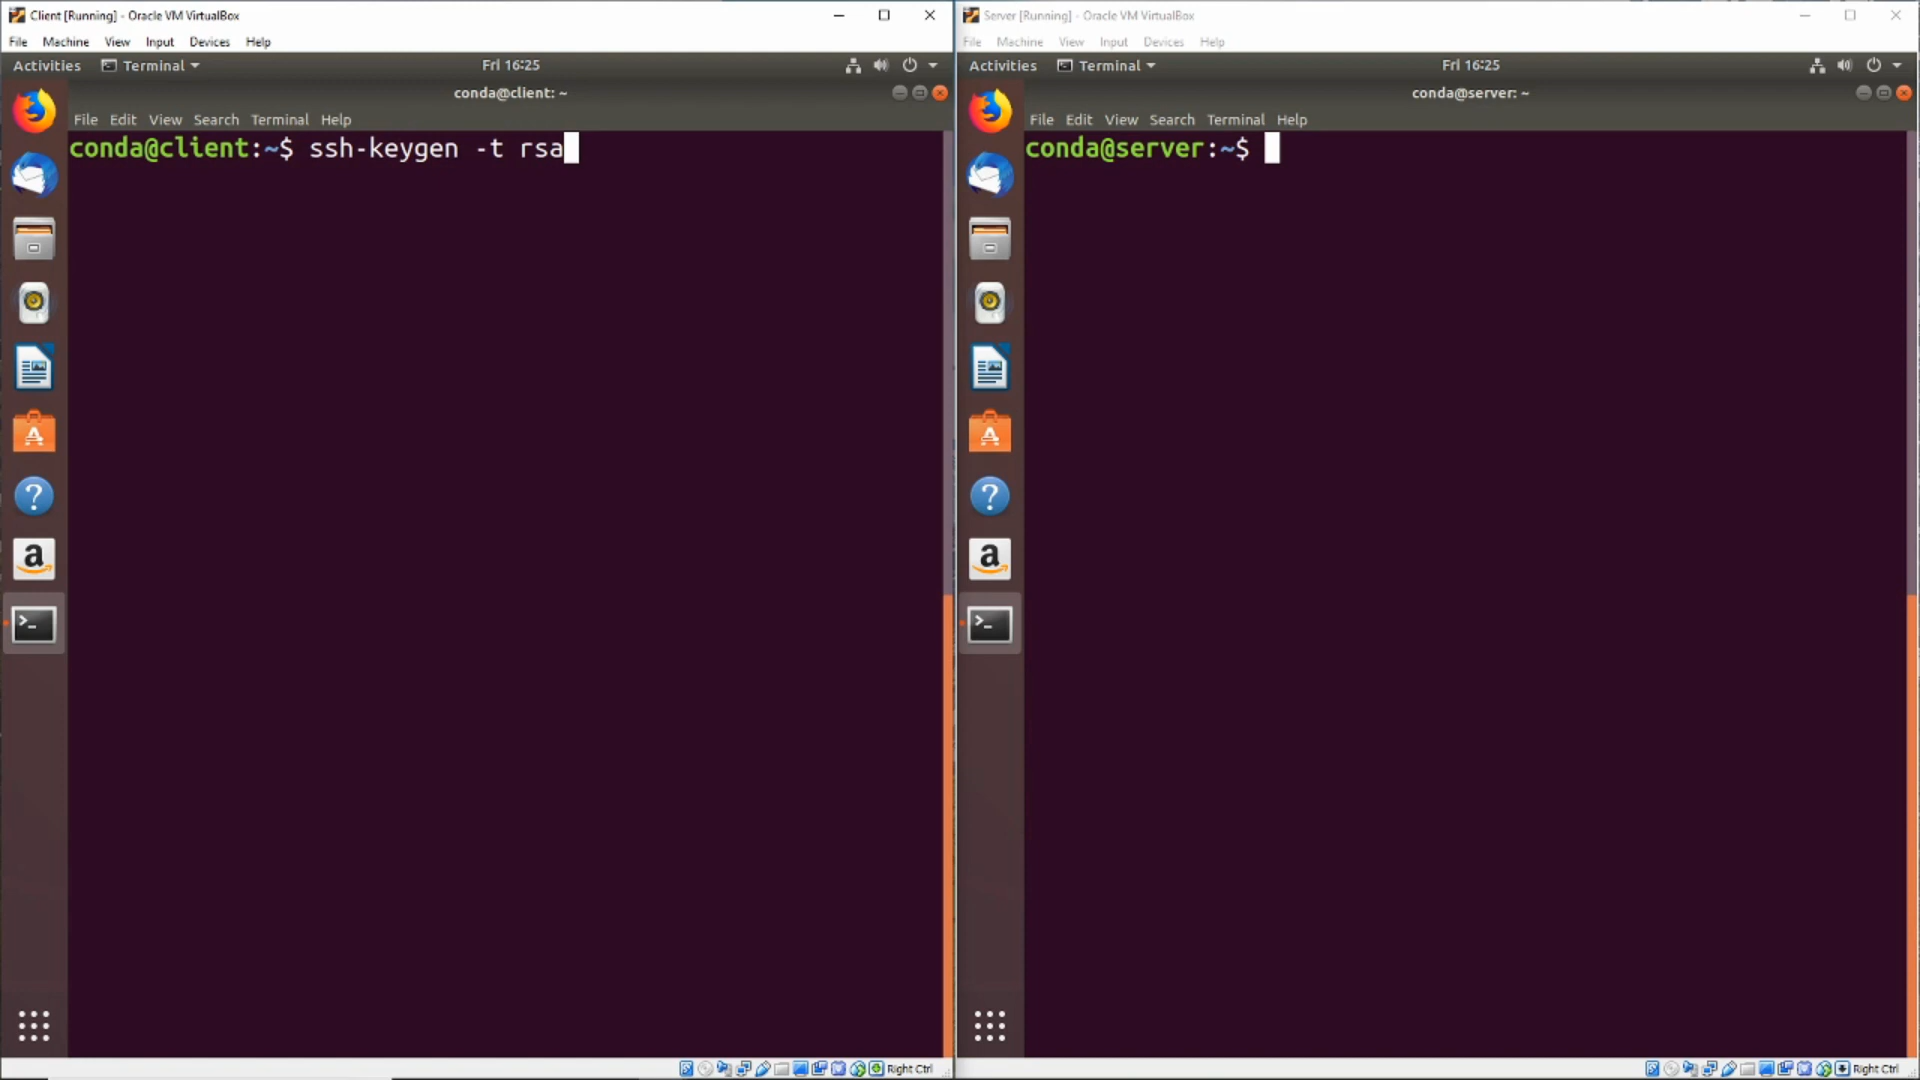 Client [Running] - Oracle VM VirtualBox
File Machine View Input Devices Help
Activities Terminal Fri 16:25
conda@client: ~
File Edit View Search Terminal Help
conda@client:~$ ssh-keygen -t rsa
Right Ctrl
Server [Running] - Oracle VM VirtualBox
File Machine View Input Devices Help
Activities Terminal Fri 16:25
conda@server: ~
File Edit View Search Terminal Help
conda@server:~$
Right Ctrl